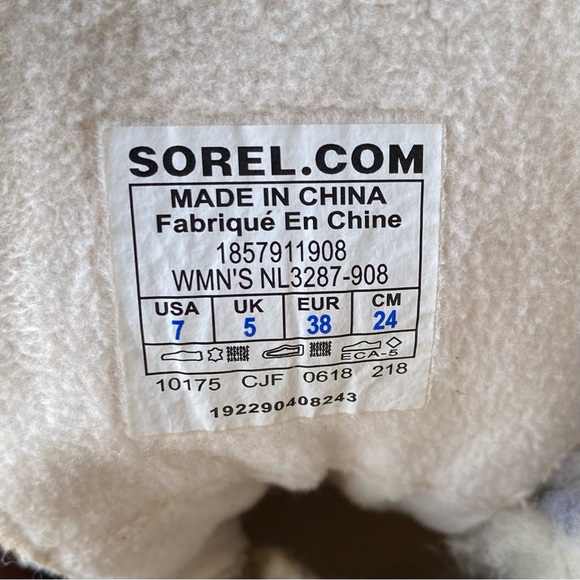 SOREL.COM
MADE IN CHINA
Fabriqué En Chine
1857911908
WMN'S NL3287-908
USA UK EUR CM
7 5 38 24
ECA-5
10175 CJF 0618 218
192290408243